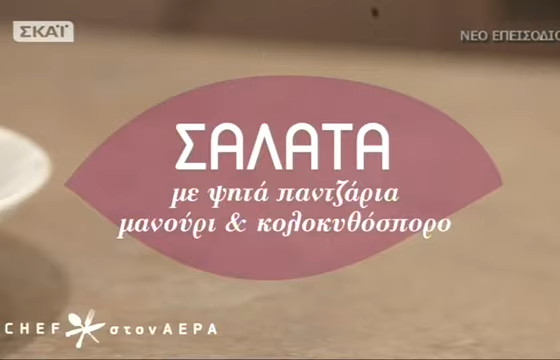 ΣΚΑΪ
ΝΕΟ ΕΠΕΙΣΟΔΙΟ
ΣΑΛΑΤΑ
με ψητά παντζάρια
μανούρι & κολοκυθόσπορο
CHEF στον ΑΕΡΑ